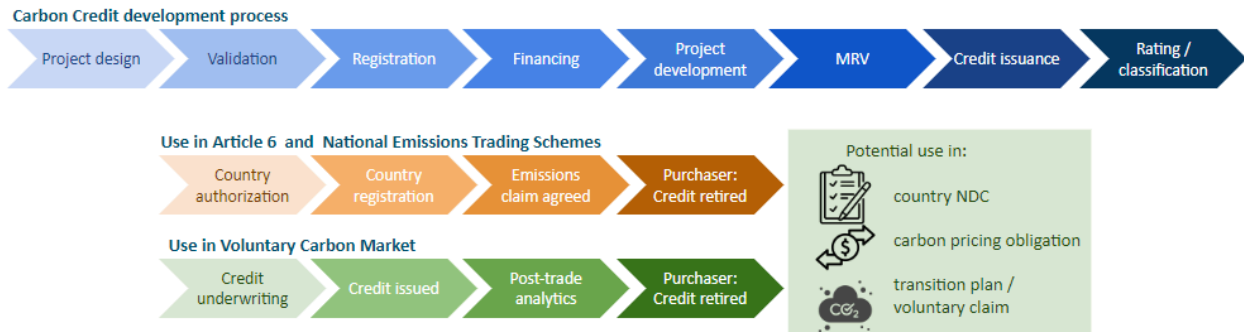 Carbon Credit development process
Project design
Validation
Registration
Financing
Project
development
MRV
Credit issuance
Rating /
classification
Use in Article 6 and National Emissions Trading Schemes
Country
authorization
Country
registration
Emissions
claim agreed
Purchaser:
Credit retired
Use in Voluntary Carbon Market
Credit
underwriting
Credit issued
Post-trade
analytics
Purchaser:
Credit retired
Potential use in:
country NDC
$
carbon pricing obligation
CO2
transition plan /
voluntary claim